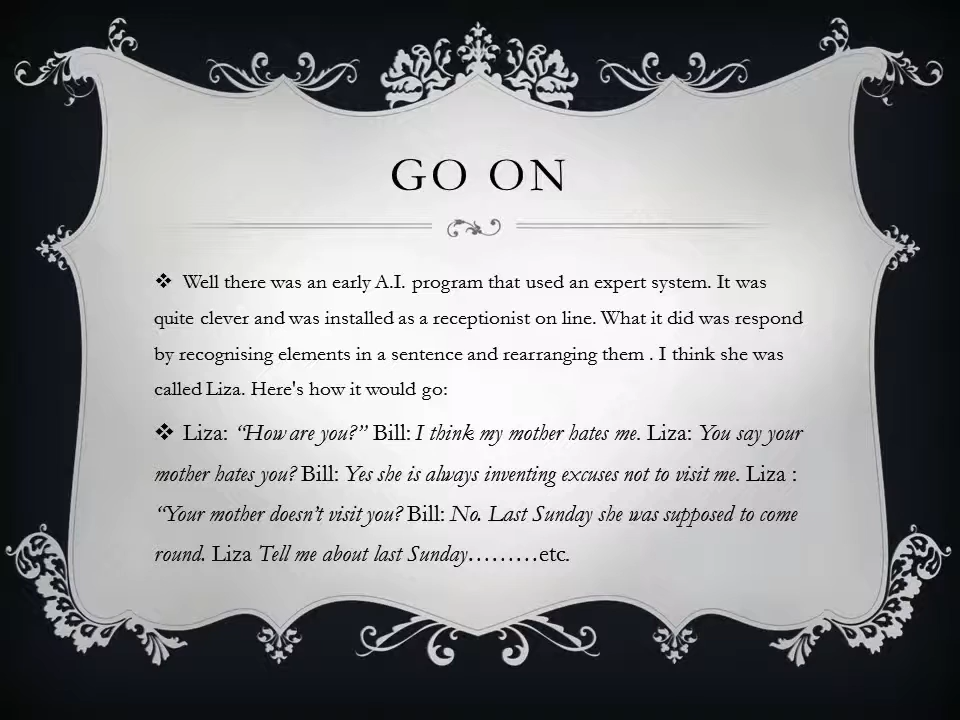 GO ON
❖ Well there was an early A.I. program that used an expert system. It was
quite clever and was installed as a receptionist on line. What it did was respond
by recognising elements in a sentence and rearranging them . I think she was
called Liza. Here's how it would go:
❖ Liza: “How are you?” Bill: I think my mother hates me. Liza: You say your
mother hates you? Bill: Yes she is always inventing excuses not to visit me. Liza :
“Your mother doesn’t visit you? Bill: No. Last Sunday she was supposed to come
round. Liza Tell me about last Sunday………etc.